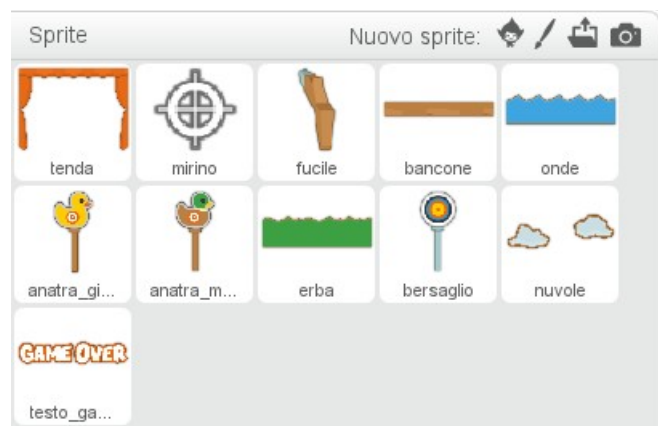 Sprite Nuovo sprite:
tenda mirino fucile bancone onde
anatra_gi... anatra_m... erba bersaglio nuvole
GAME OVER
testo_ga...